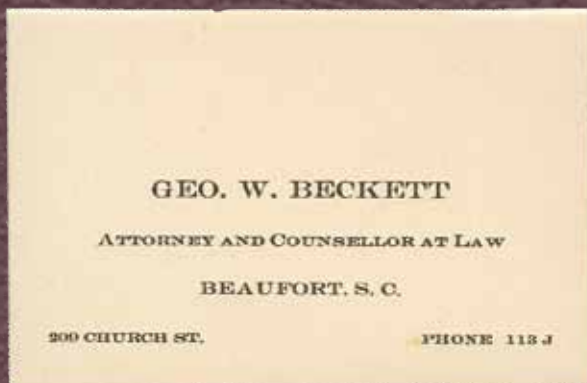 GEO. W. BECKETT
ATTORNEY AND COUNSELLOR AT LAW
BEAUFORT, S. C.
209 CHURCH ST. PHONE 113 J